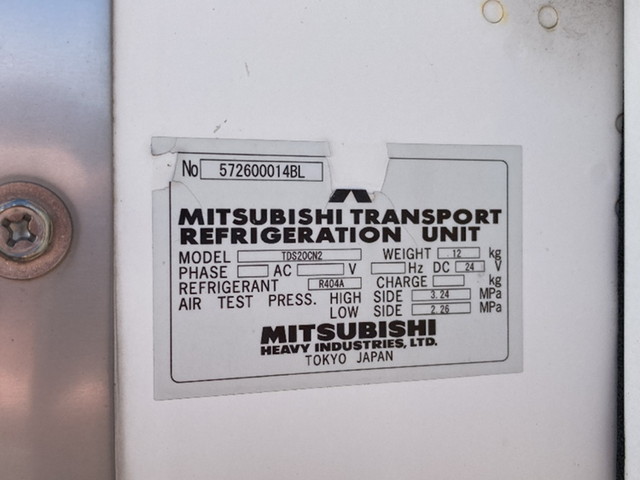 No 572600014BL
MITSUBISHI TRANSPORT
REFRIGERATION UNIT
MODEL TDS20CN2 WEIGHT 12 kg
PHASE AC V Hz DC 24 V
REFRIGERANT R404A CHARGE kg
AIR TEST PRESS. HIGH SIDE 3.24 MPa
LOW SIDE 2.26 MPa
MITSUBISHI
HEAVY INDUSTRIES, LTD.
TOKYO JAPAN